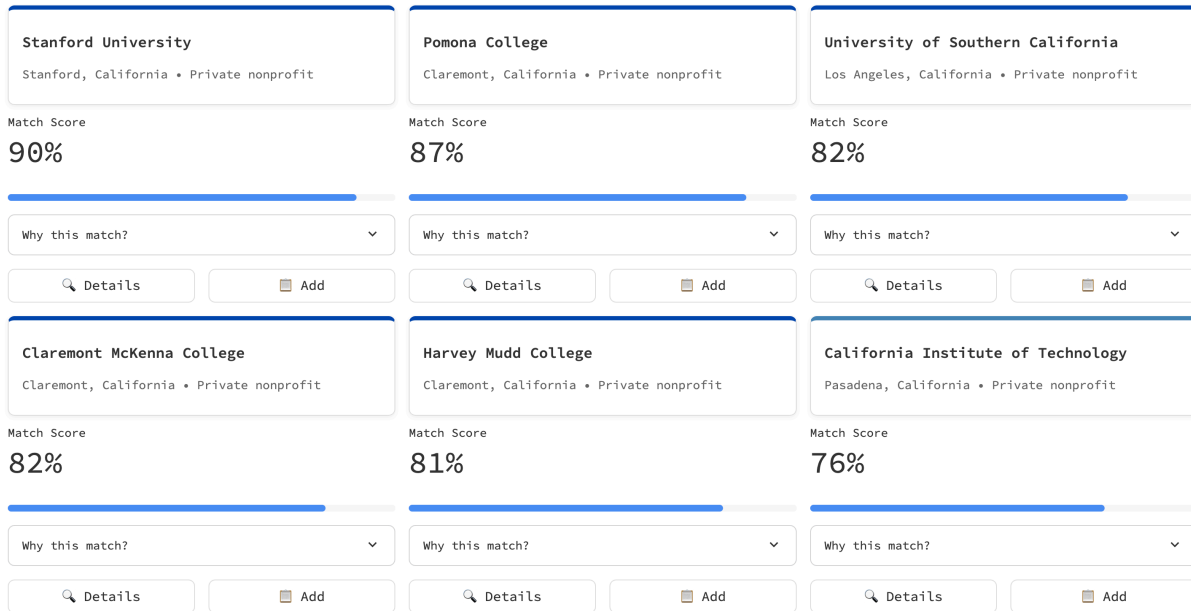 Stanford University
Stanford, California • Private nonprofit
Match Score
90%
Why this match?
Details
Add
Pomona College
Claremont, California • Private nonprofit
Match Score
87%
Why this match?
Details
Add
University of Southern California
Los Angeles, California • Private nonprofit
Match Score
82%
Why this match?
Details
Add
Claremont McKenna College
Claremont, California • Private nonprofit
Match Score
82%
Why this match?
Details
Add
Harvey Mudd College
Claremont, California • Private nonprofit
Match Score
81%
Why this match?
Details
Add
California Institute of Technology
Pasadena, California • Private nonprofit
Match Score
76%
Why this match?
Details
Add